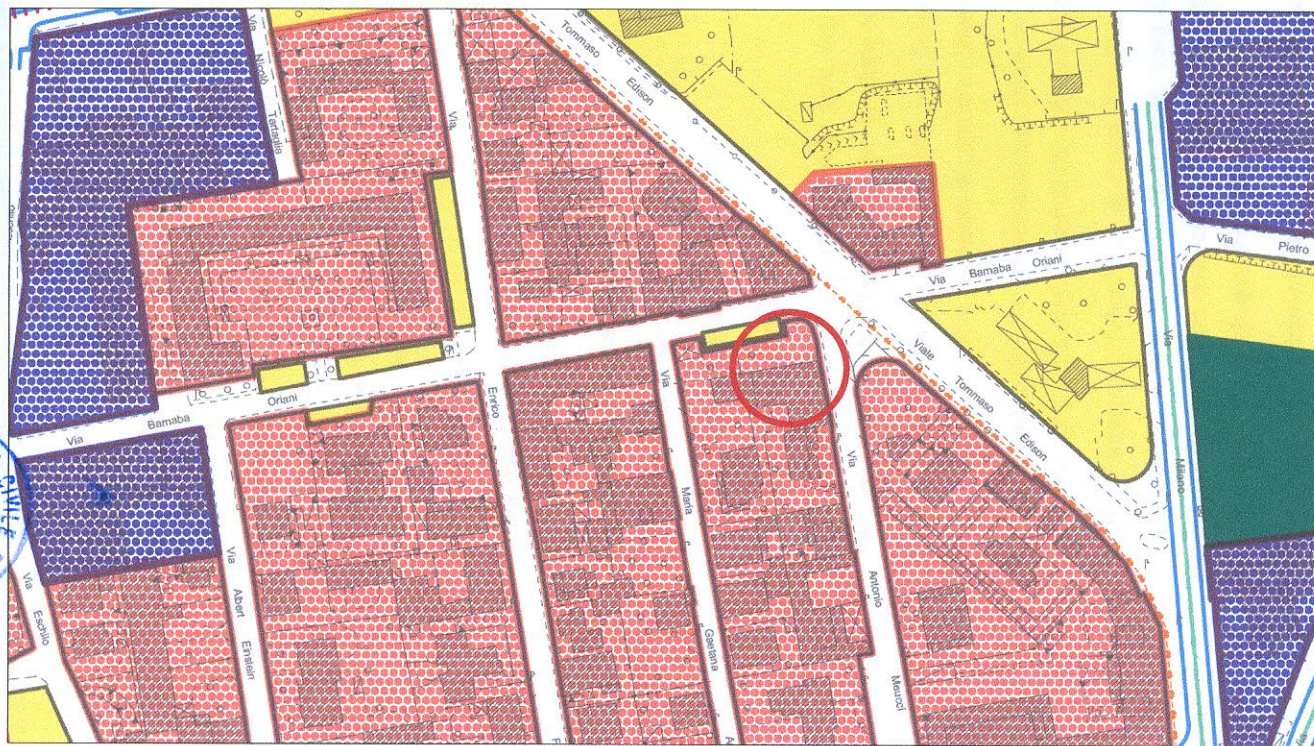 Via
Nicolò
Tartaglia
Via
Tommaso
Edison
Via
Barnaba
Oriani
Via
Pietro
Via
Barnaba
Oriani
Enrico
Via
Viale
Tommaso
Edison
Via
Milano
Via
Albert
Einstein
Via
Eschilo
Maria
Gaetana
Via
Antonio
Meucci
CIVILE